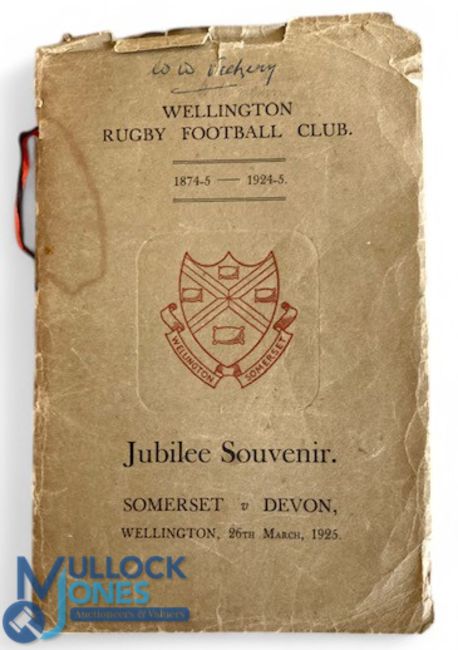 W W Vickery
WELLINGTON
RUGBY FOOTBALL CLUB.
1874-5 — 1924-5.
WELLINGTON SOMERSET
Jubilee Souvenir.
SOMERSET v DEVON,
WELLINGTON, 26TH MARCH, 1925.
MULLOCK
JONES
Auctioneers & Valuers